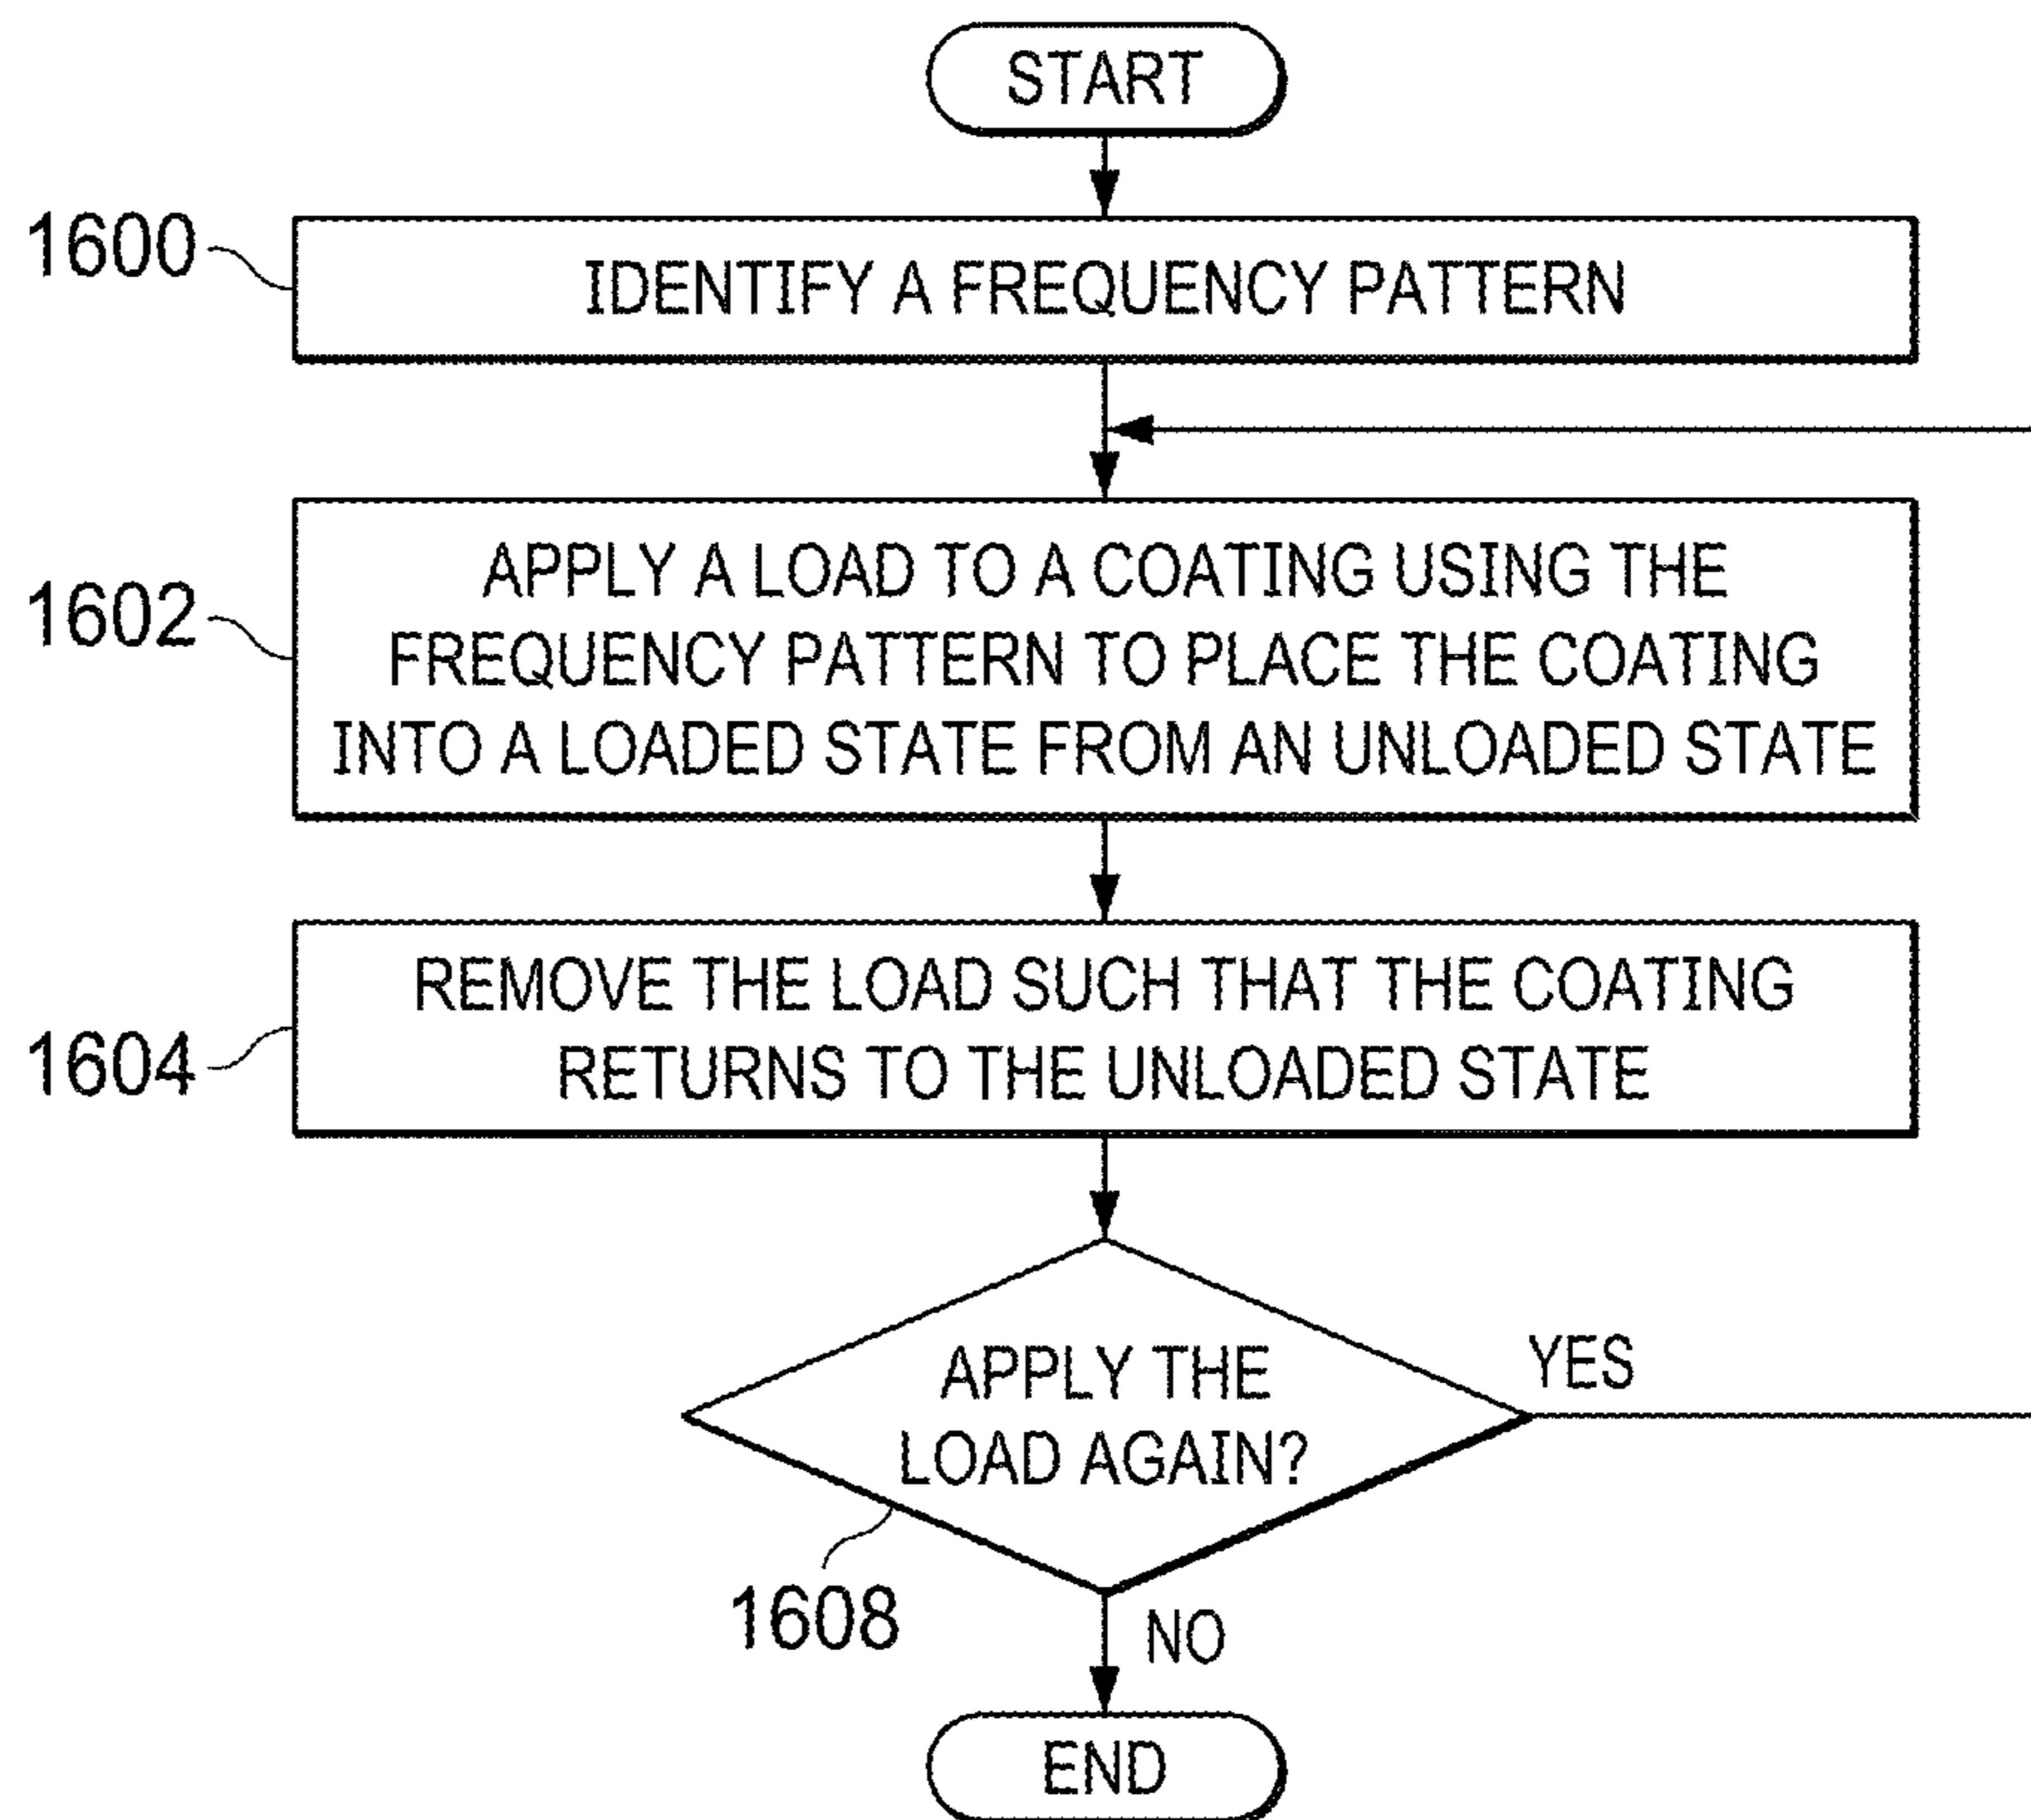 START
1600
IDENTIFY A FREQUENCY PATTERN
1602
APPLY A LOAD TO A COATING USING THE
FREQUENCY PATTERN TO PLACE THE COATING
INTO A LOADED STATE FROM AN UNLOADED STATE
1604
REMOVE THE LOAD SUCH THAT THE COATING
RETURNS TO THE UNLOADED STATE
APPLY THE
LOAD AGAIN?
YES
1608
NO
END